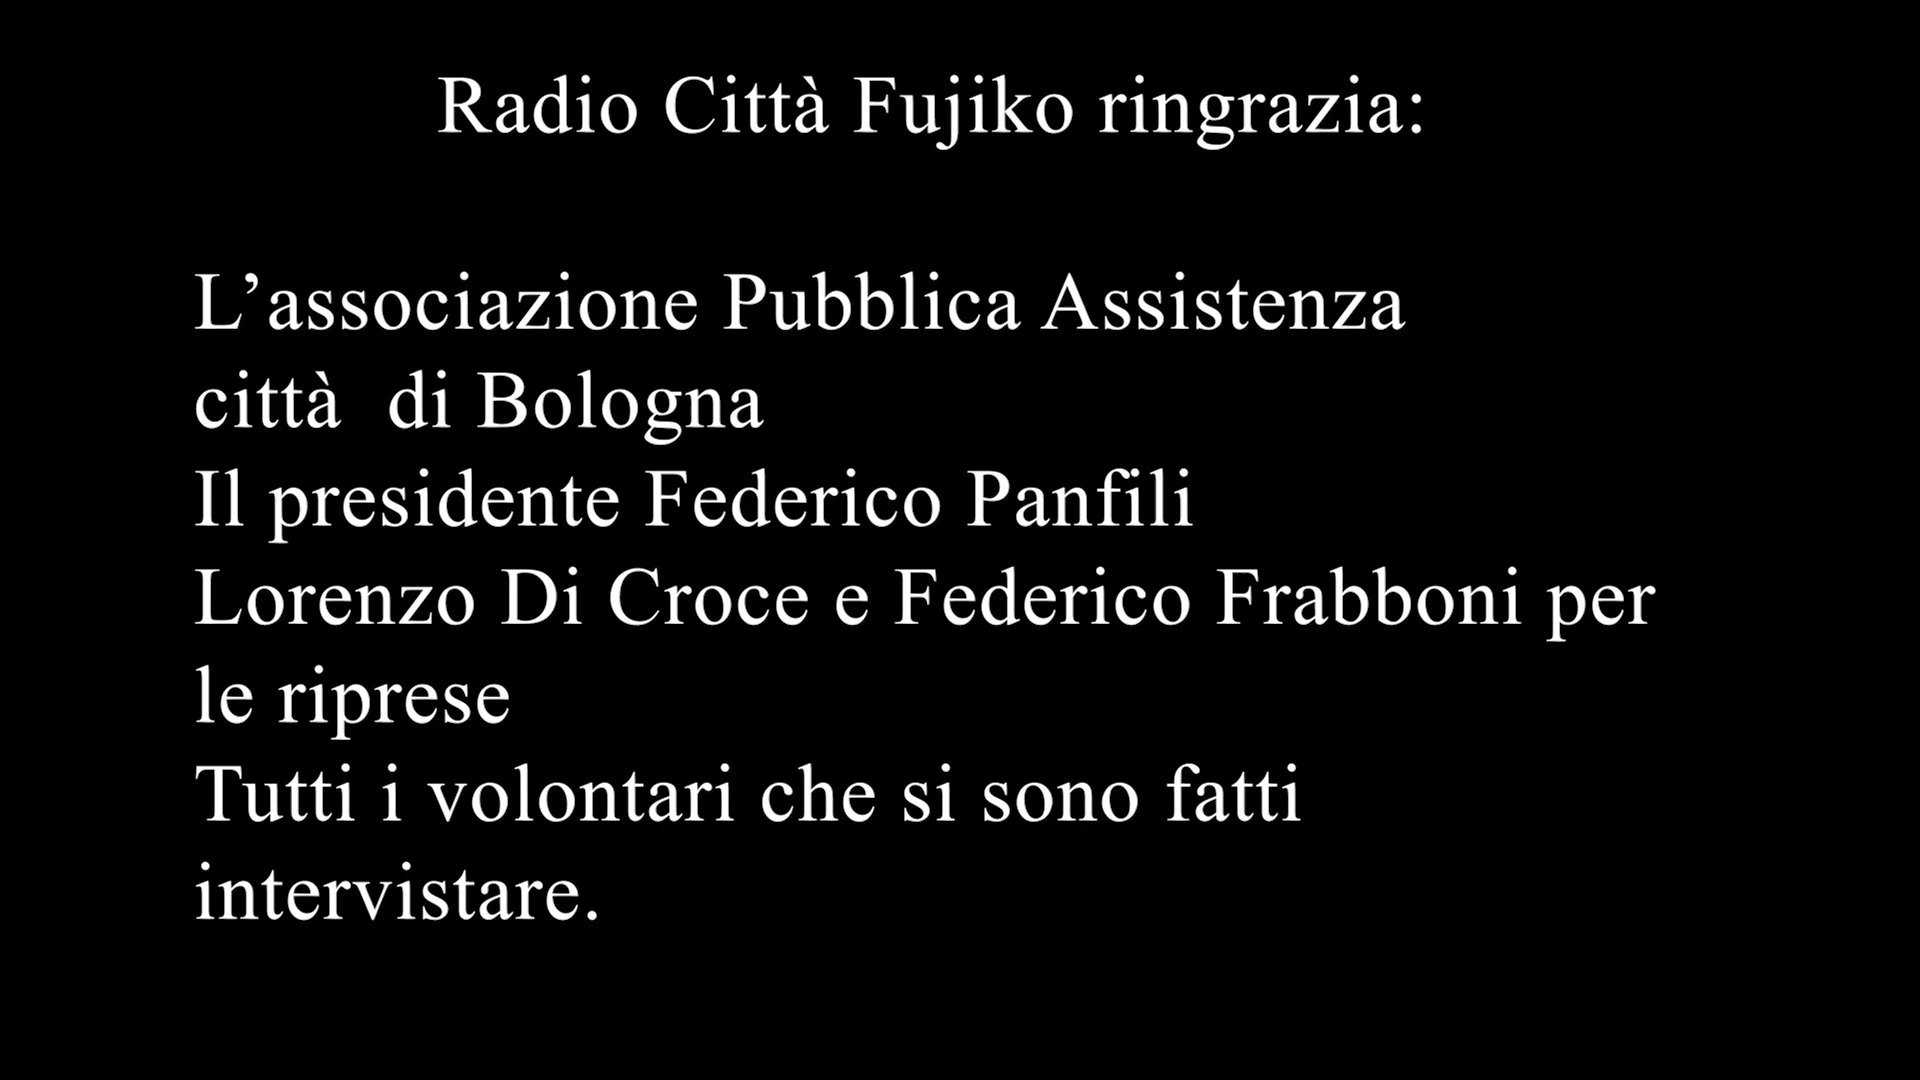 Radio Città Fujiko ringrazia:
L’associazione Pubblica Assistenza
città  di Bologna
Il presidente Federico Panfili
Lorenzo Di Croce e Federico Frabboni per
le riprese
Tutti i volontari che si sono fatti
intervistare.